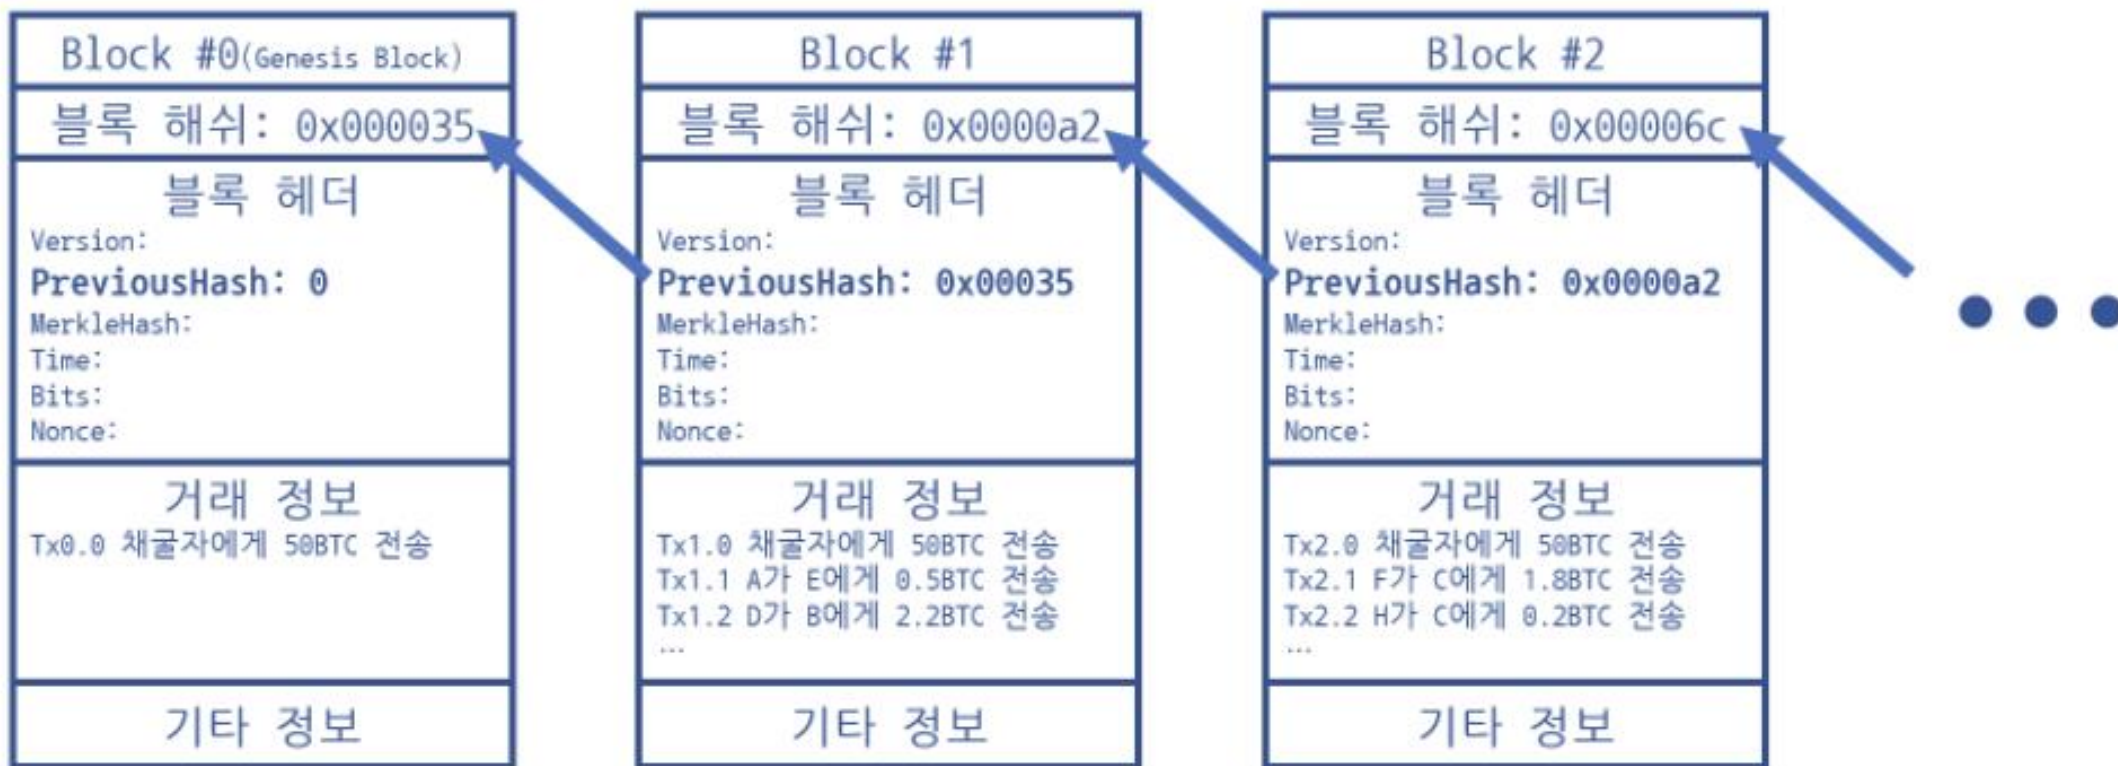 Block #0(Genesis Block)
블록 해쉬: 0x000035
블록 헤더
Version:
PreviousHash: 0
MerkleHash:
Time:
Bits:
Nonce:
거래 정보
Tx0.0 채굴자에게 50BTC 전송
기타 정보
Block #1
블록 해쉬: 0x0000a2
블록 헤더
Version:
PreviousHash: 0x00035
MerkleHash:
Time:
Bits:
Nonce:
거래 정보
Tx1.0 채굴자에게 50BTC 전송
Tx1.1 A가 E에게 0.5BTC 전송
Tx1.2 D가 B에게 2.2BTC 전송
...
기타 정보
Block #2
블록 해쉬: 0x00006c
블록 헤더
Version:
PreviousHash: 0x0000a2
MerkleHash:
Time:
Bits:
Nonce:
거래 정보
Tx2.0 채굴자에게 50BTC 전송
Tx2.1 F가 C에게 1.8BTC 전송
Tx2.2 H가 C에게 0.2BTC 전송
...
기타 정보